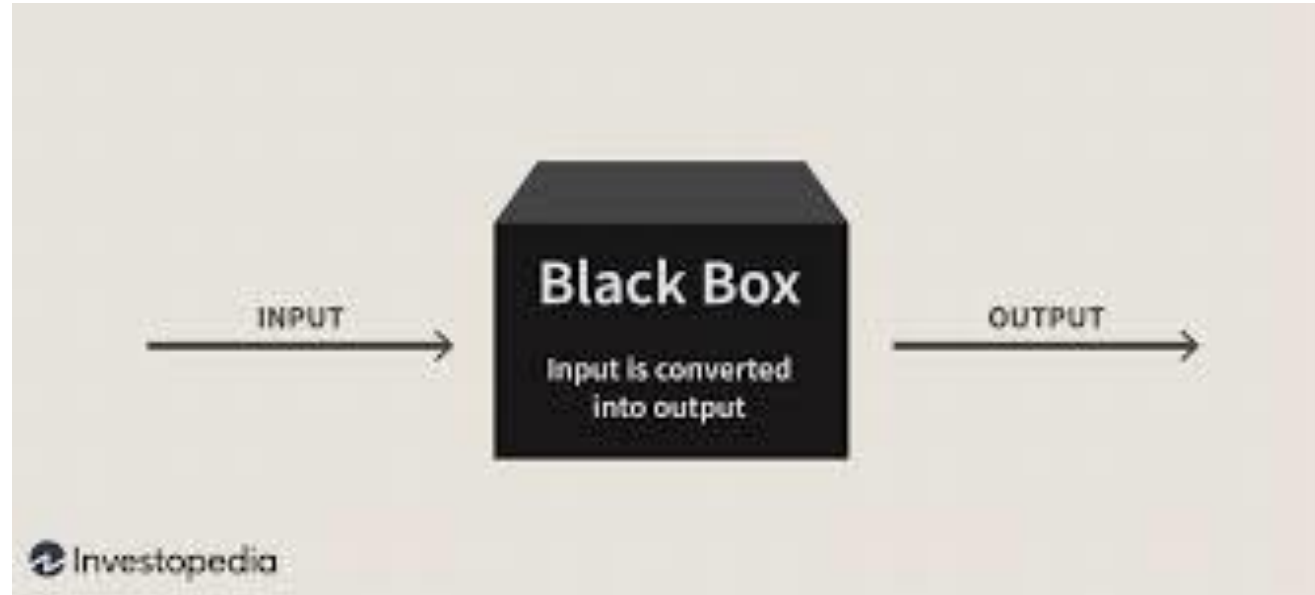 Black Box
INPUT
OUTPUT
Input is converted
into output
Investopedia